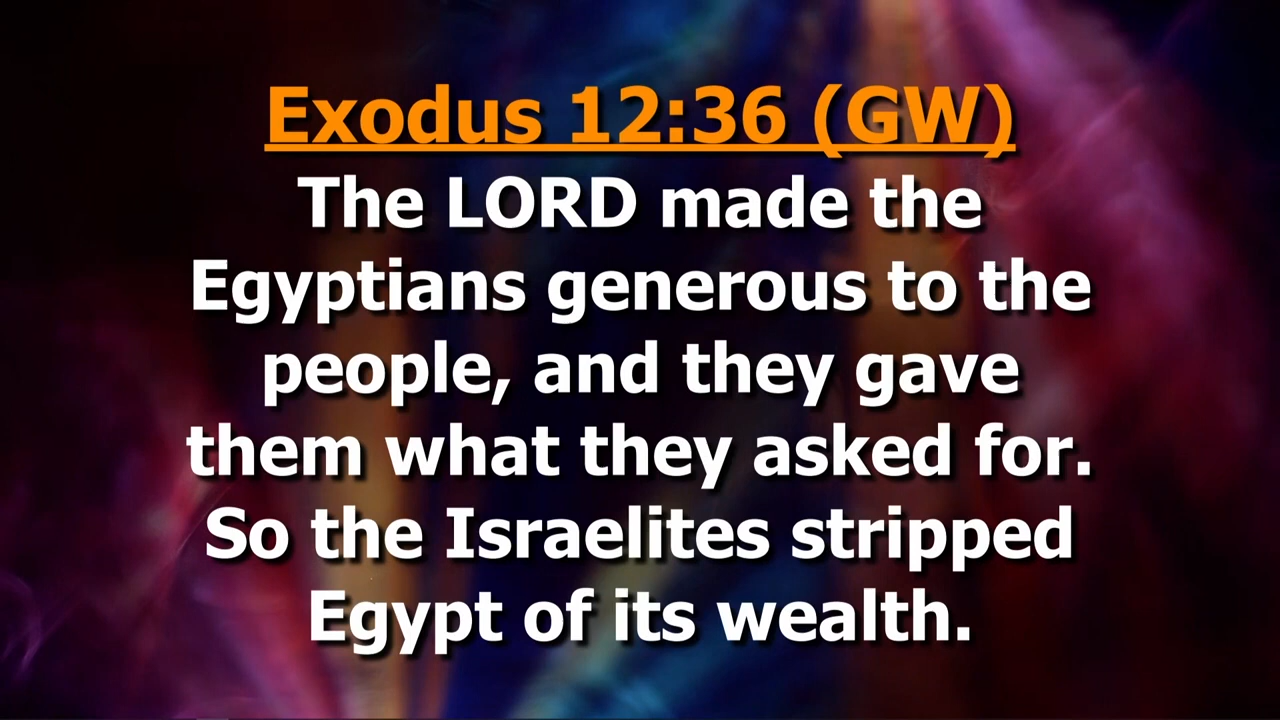 Exodus 12:36 (GW)
The LORD made the
Egyptians generous to the
people, and they gave
them what they asked for.
So the Israelites stripped
Egypt of its wealth.